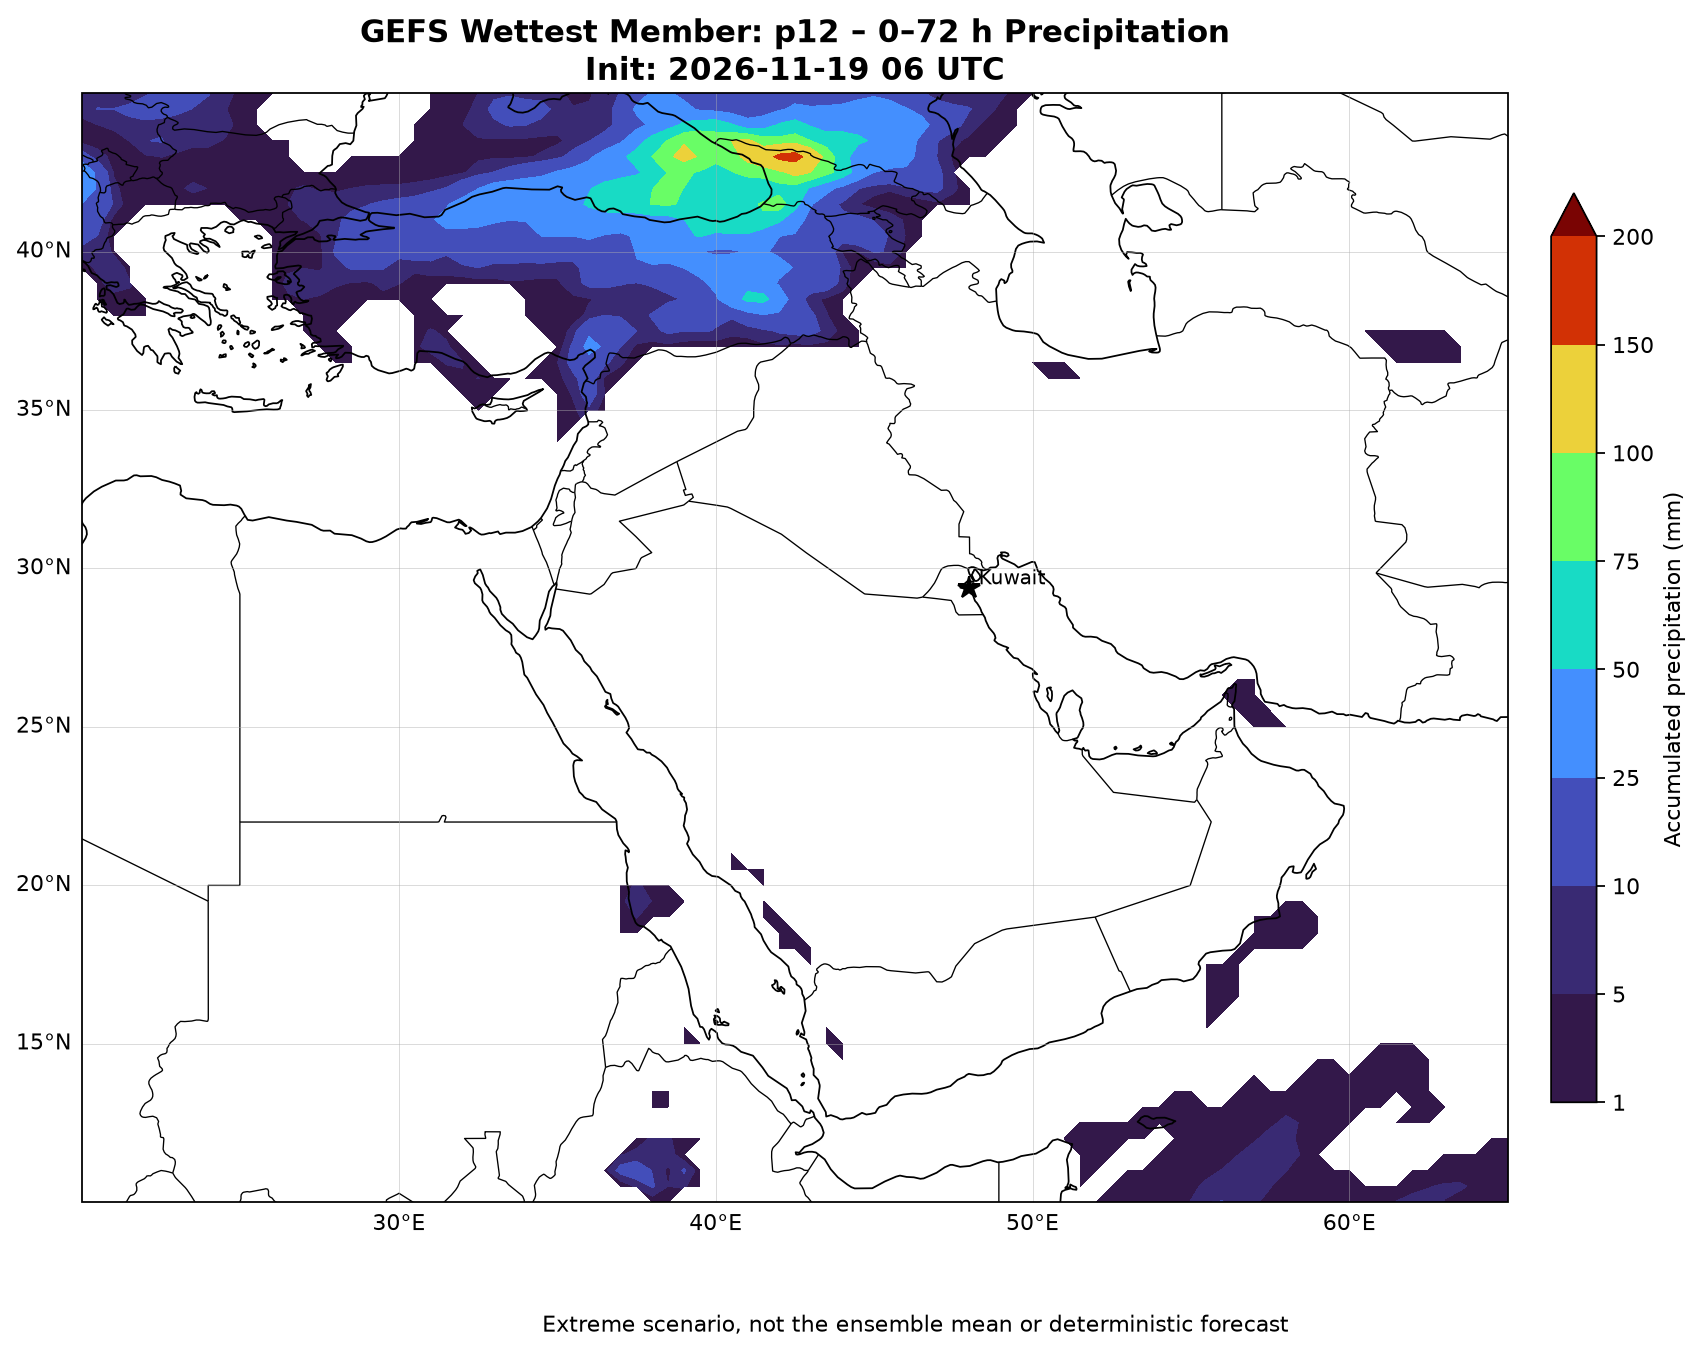 GEFS Wettest Member: p12 – 0–72 h Precipitation
Init: 2026-11-19 06 UTC
40°N
35°N
30°N
25°N
20°N
15°N
30°E
40°E
50°E
60°E
Kuwait
200
150
100
75
50
25
10
5
1
Accumulated precipitation (mm)
Extreme scenario, not the ensemble mean or deterministic forecast